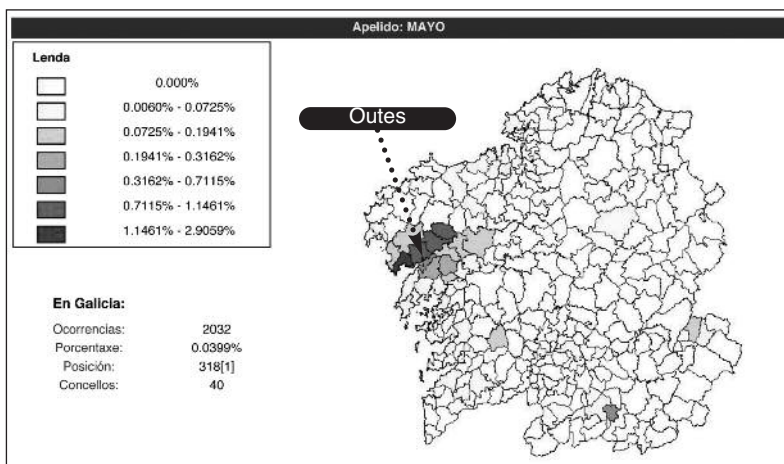 Apelido: MAYO
Lenda
0.000%
0.0060% - 0.0725%
0.0725% - 0.1941%
0.1941% - 0.3162%
0.3162% - 0.7115%
0.7115% - 1.1461%
1.1461% - 2.9059%
Outes
En Galicia:
Ocorrencias: 2032
Porcentaxe: 0.0399%
Posición: 318[1]
Concellos: 40